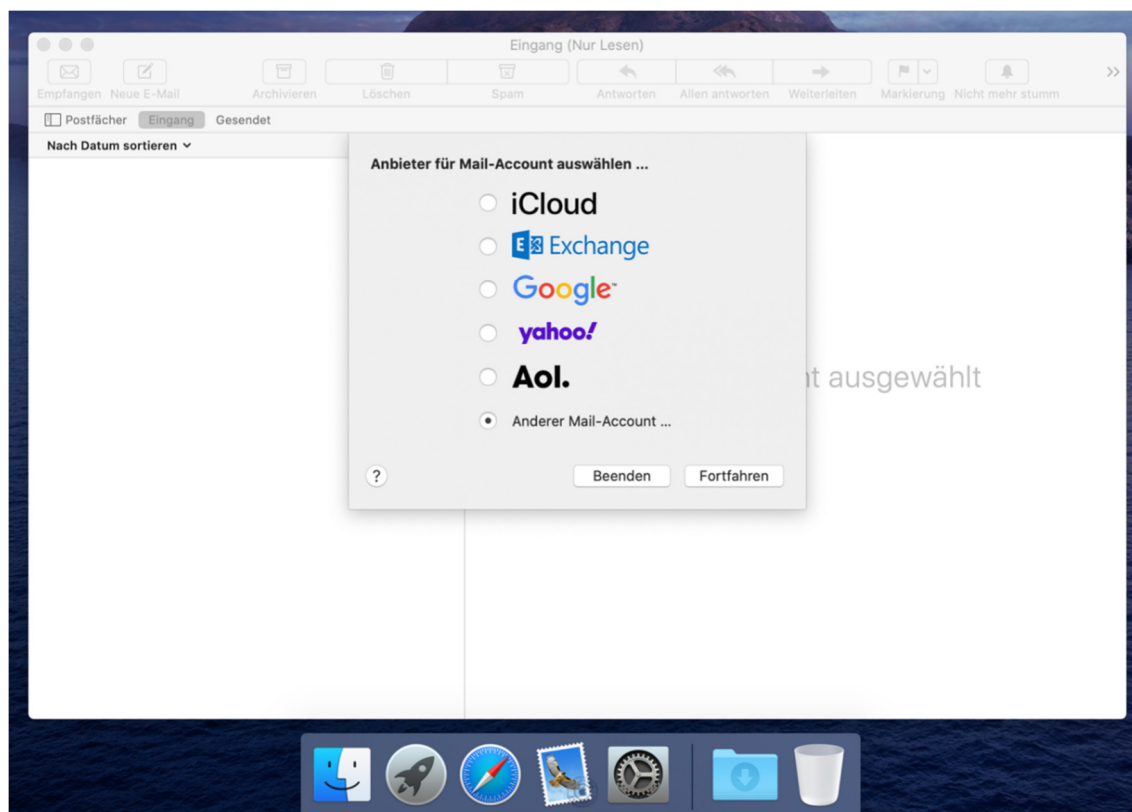 Eingang (Nur Lesen)
Empfangen Neue E-Mail Archivieren Löschen Spam Antworten Allen antworten Weiterleiten Markierung Nicht mehr stumm
Postfächer Eingang Gesendet
Nach Datum sortieren
Anbieter für Mail-Account auswählen ...
iCloud
E Exchange
Google™
yahoo!
Aol.
ausgewählt
Anderer Mail-Account ...
? Beenden Fortfahren